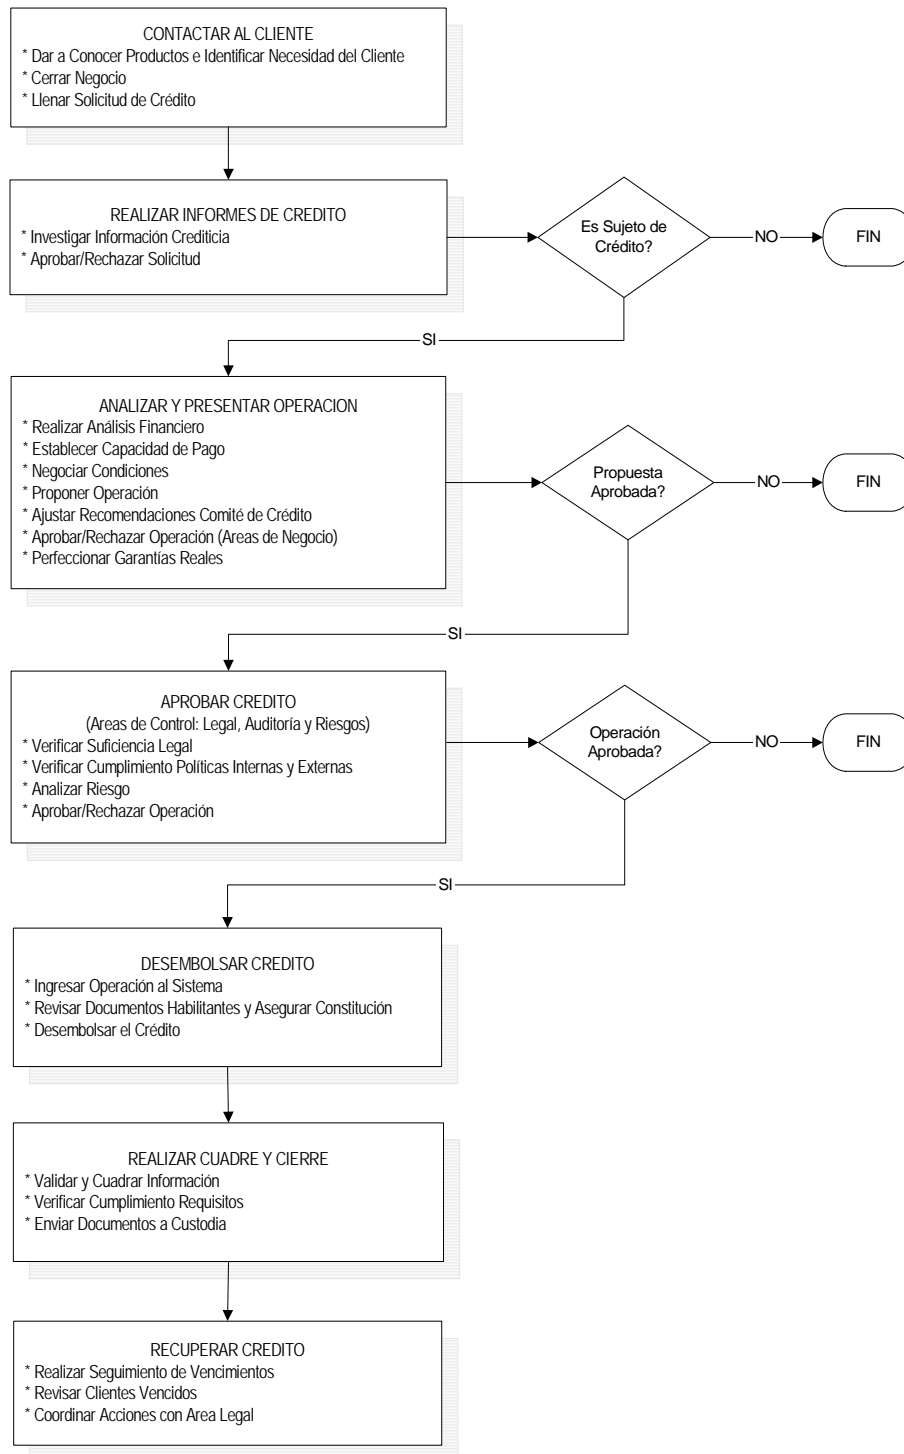 CONTACTAR AL CLIENTE
* Dar a Conocer Productos e Identificar Necesidad del Cliente
* Cerrar Negocio
* Llenar Solicitud de Crédito
REALIZAR INFORMES DE CREDITO
* Investigar Información Crediticia
* Aprobar/Rechazar Solicitud
Es Sujeto de
Crédito?
NO
FIN
SI
ANALIZAR Y PRESENTAR OPERACION
* Realizar Análisis Financiero
* Establecer Capacidad de Pago
* Negociar Condiciones
* Proponer Operación
* Ajustar Recomendaciones Comité de Crédito
* Aprobar/Rechazar Operación (Areas de Negocio)
* Perfeccionar Garantías Reales
Propuesta
Aprobada?
NO
FIN
SI
APROBAR CREDITO
(Areas de Control: Legal, Auditoría y Riesgos)
* Verificar Suficiencia Legal
* Verificar Cumplimiento Políticas Internas y Externas
* Analizar Riesgo
* Aprobar/Rechazar Operación
Operación
Aprobada?
NO
FIN
SI
DESEMBOLSAR CREDITO
* Ingresar Operación al Sistema
* Revisar Documentos Habilitantes y Asegurar Constitución
* Desembolsar el Crédito
REALIZAR CUADRE Y CIERRE
* Validar y Cuadrar Información
* Verificar Cumplimiento Requisitos
* Enviar Documentos a Custodia
RECUPERAR CREDITO
* Realizar Seguimiento de Vencimientos
* Revisar Clientes Vencidos
* Coordinar Acciones con Area Legal